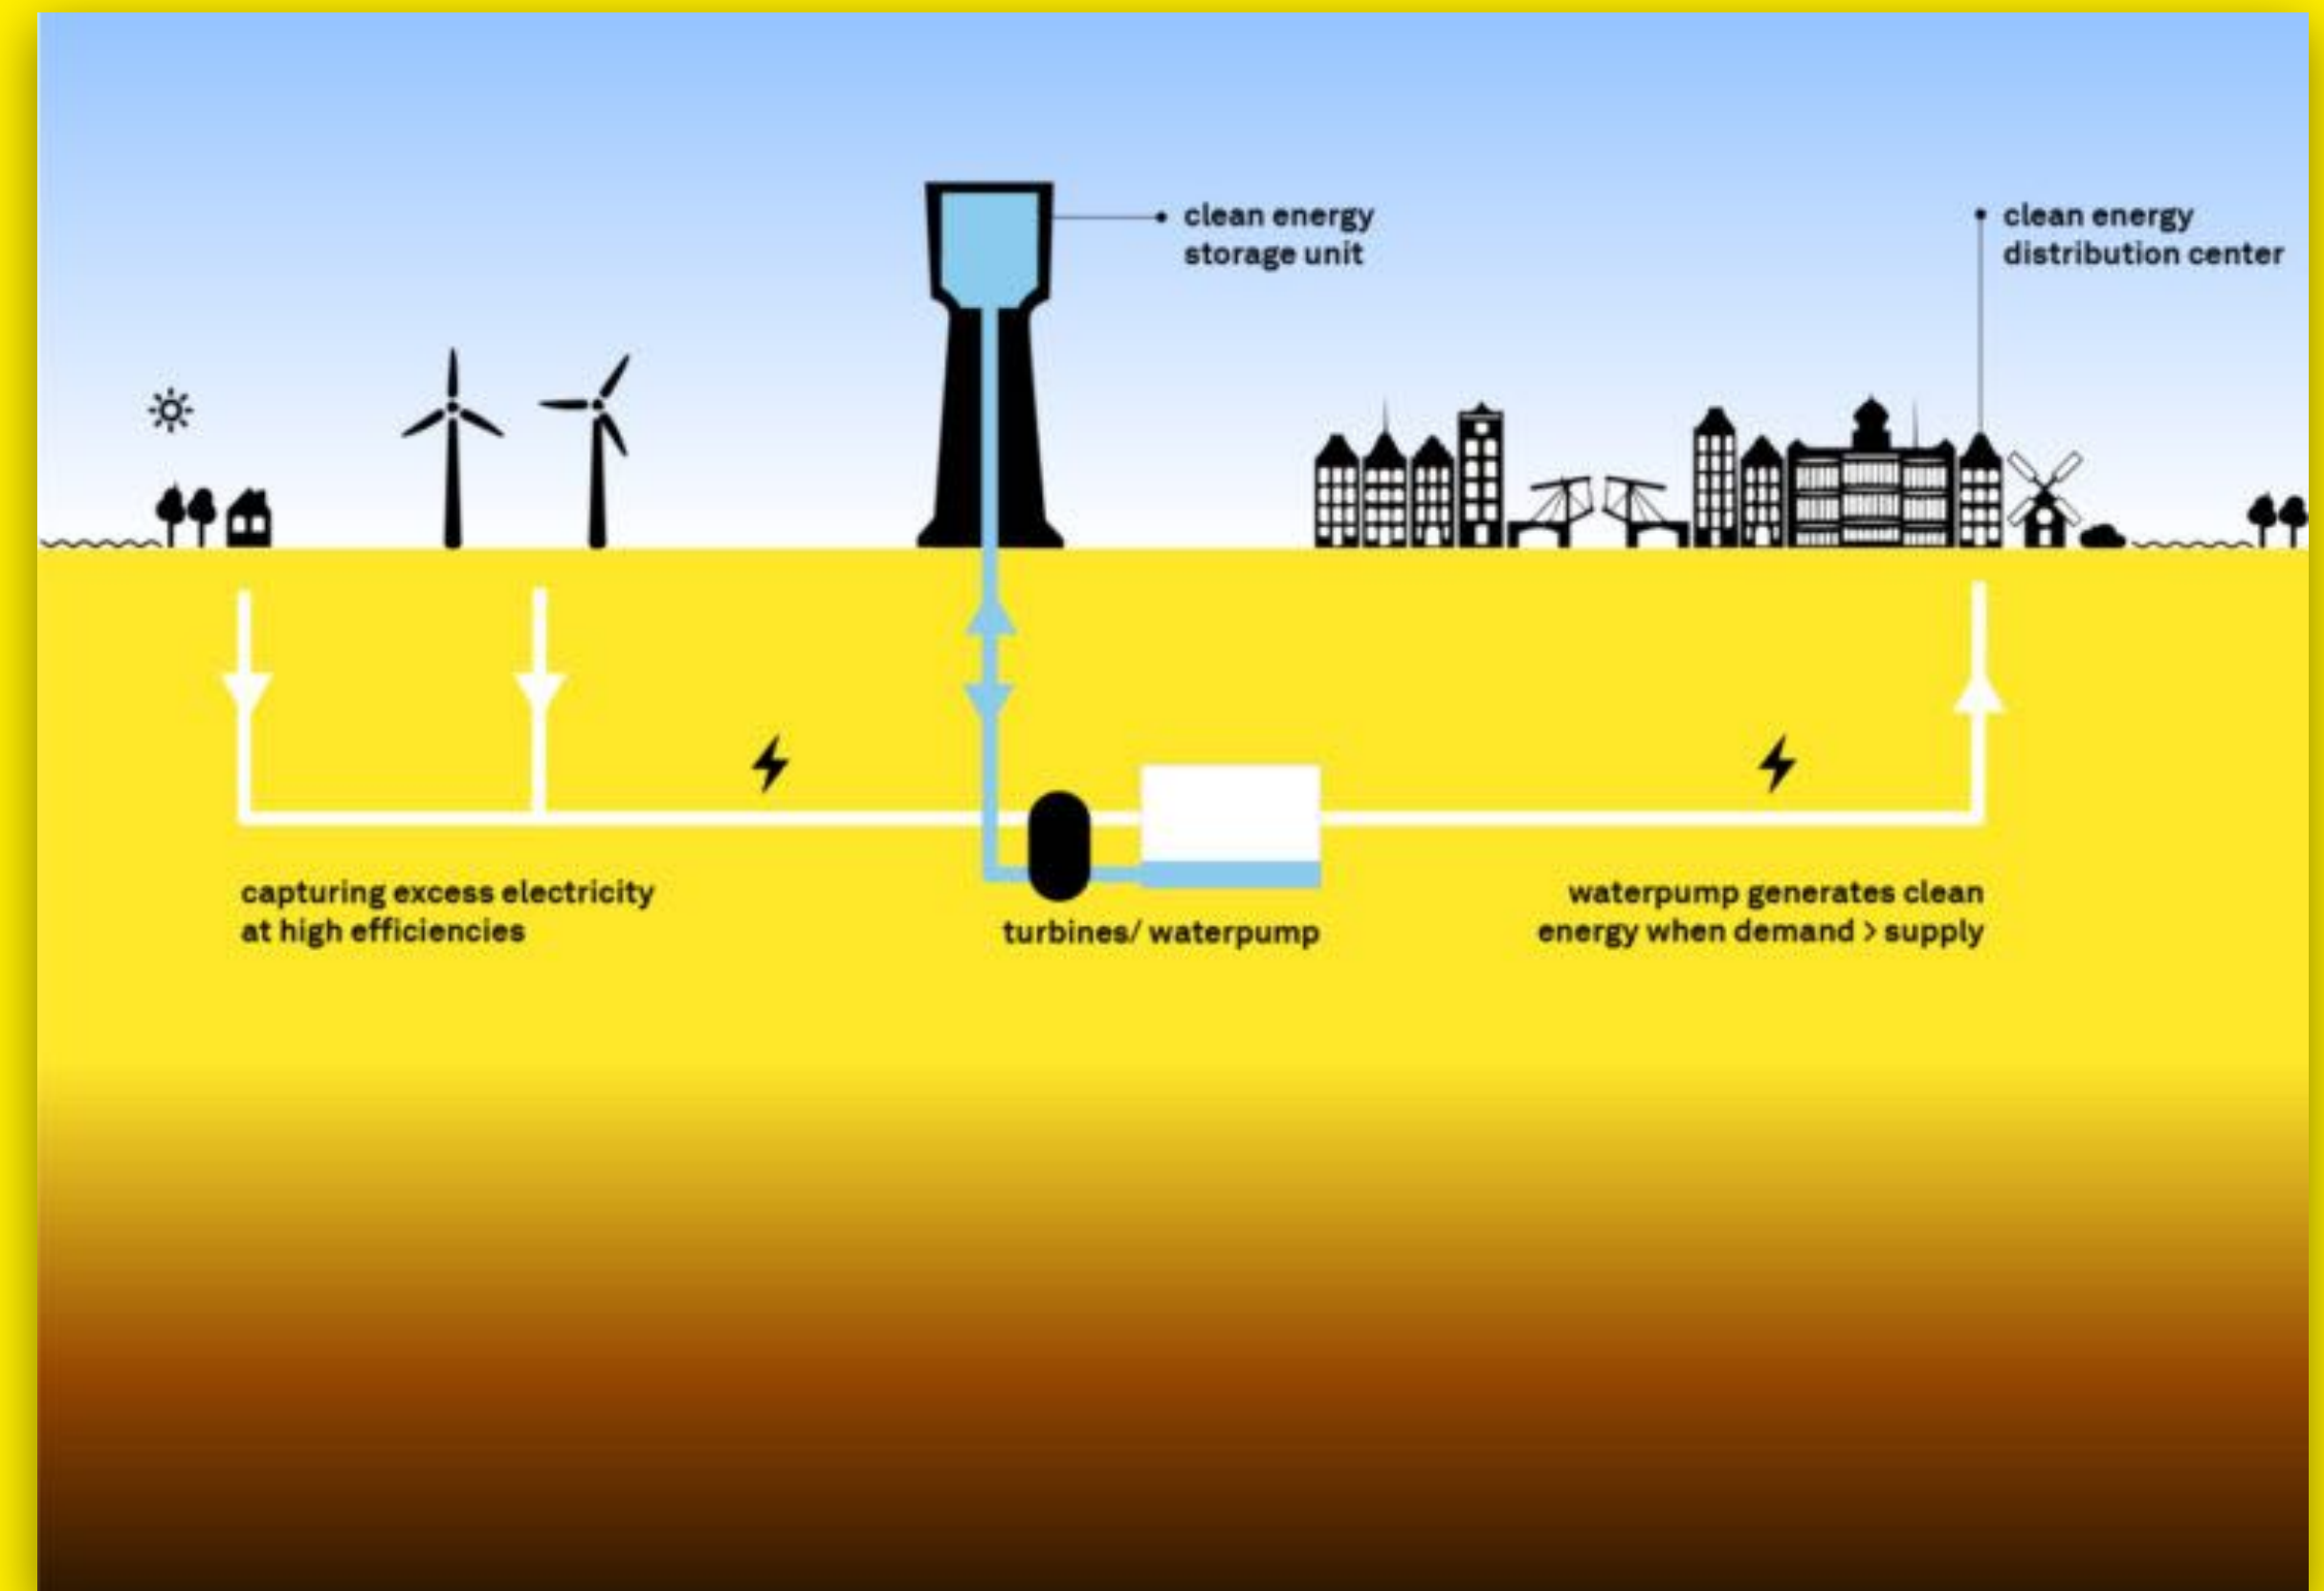 clean energy
storage unit
clean energy
distribution center
capturing excess electricity
at high efficiencies
turbines/ waterpump
waterpump generates clean
energy when demand > supply